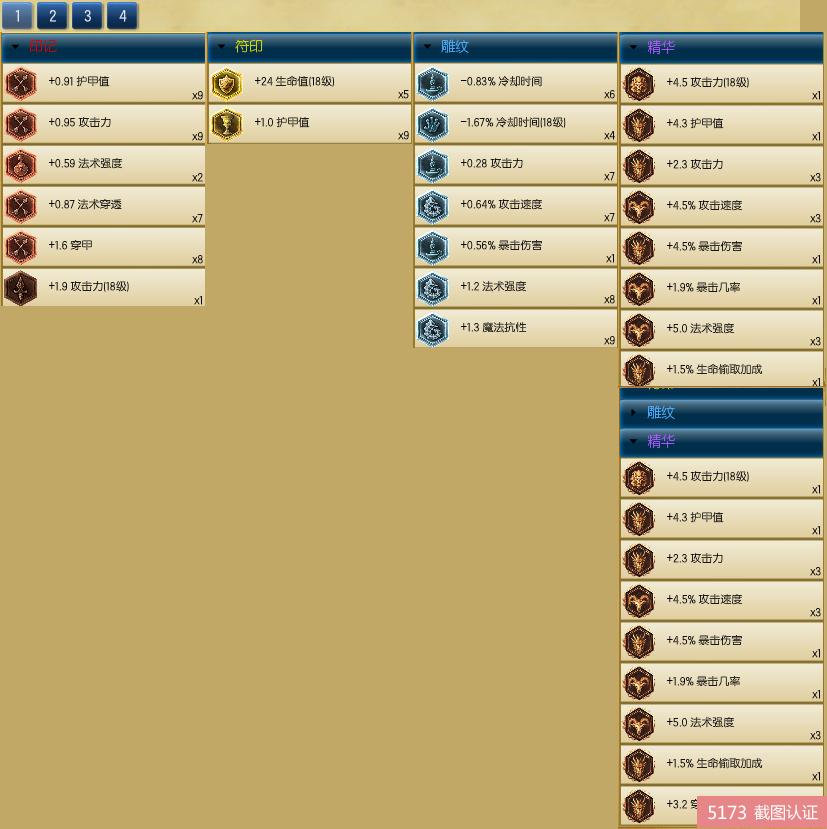 1 2 3 4
印记
+0.91 护甲值
x9
+0.95 攻击力
x9
+0.59 法术强度
x2
+0.87 法术穿透
x7
+1.6 穿甲
x8
+1.9 攻击力(18级)
x1
符印
+24 生命值(18级)
x5
+1.0 护甲值
x9
雕纹
-0.83% 冷却时间
x6
-1.67% 冷却时间(18级)
x4
+0.28 攻击力
x7
+0.64% 攻击速度
x7
+0.56% 暴击伤害
x1
+1.2 法术强度
x8
+1.3 魔法抗性
x9
精华
+4.5 攻击力(18级)
x1
+4.3 护甲值
x1
+2.3 攻击力
x3
+4.5% 攻击速度
x3
+4.5% 暴击伤害
x1
+1.9% 暴击几率
x1
+5.0 法术强度
x3
+1.5% 生命偷取加成
x1
雕纹
精华
+4.5 攻击力(18级)
x1
+4.3 护甲值
x1
+2.3 攻击力
x3
+4.5% 攻击速度
x3
+4.5% 暴击伤害
x1
+1.9% 暴击几率
x1
+5.0 法术强度
x3
+1.5% 生命偷取加成
x1
+3.2
5173 截图认证